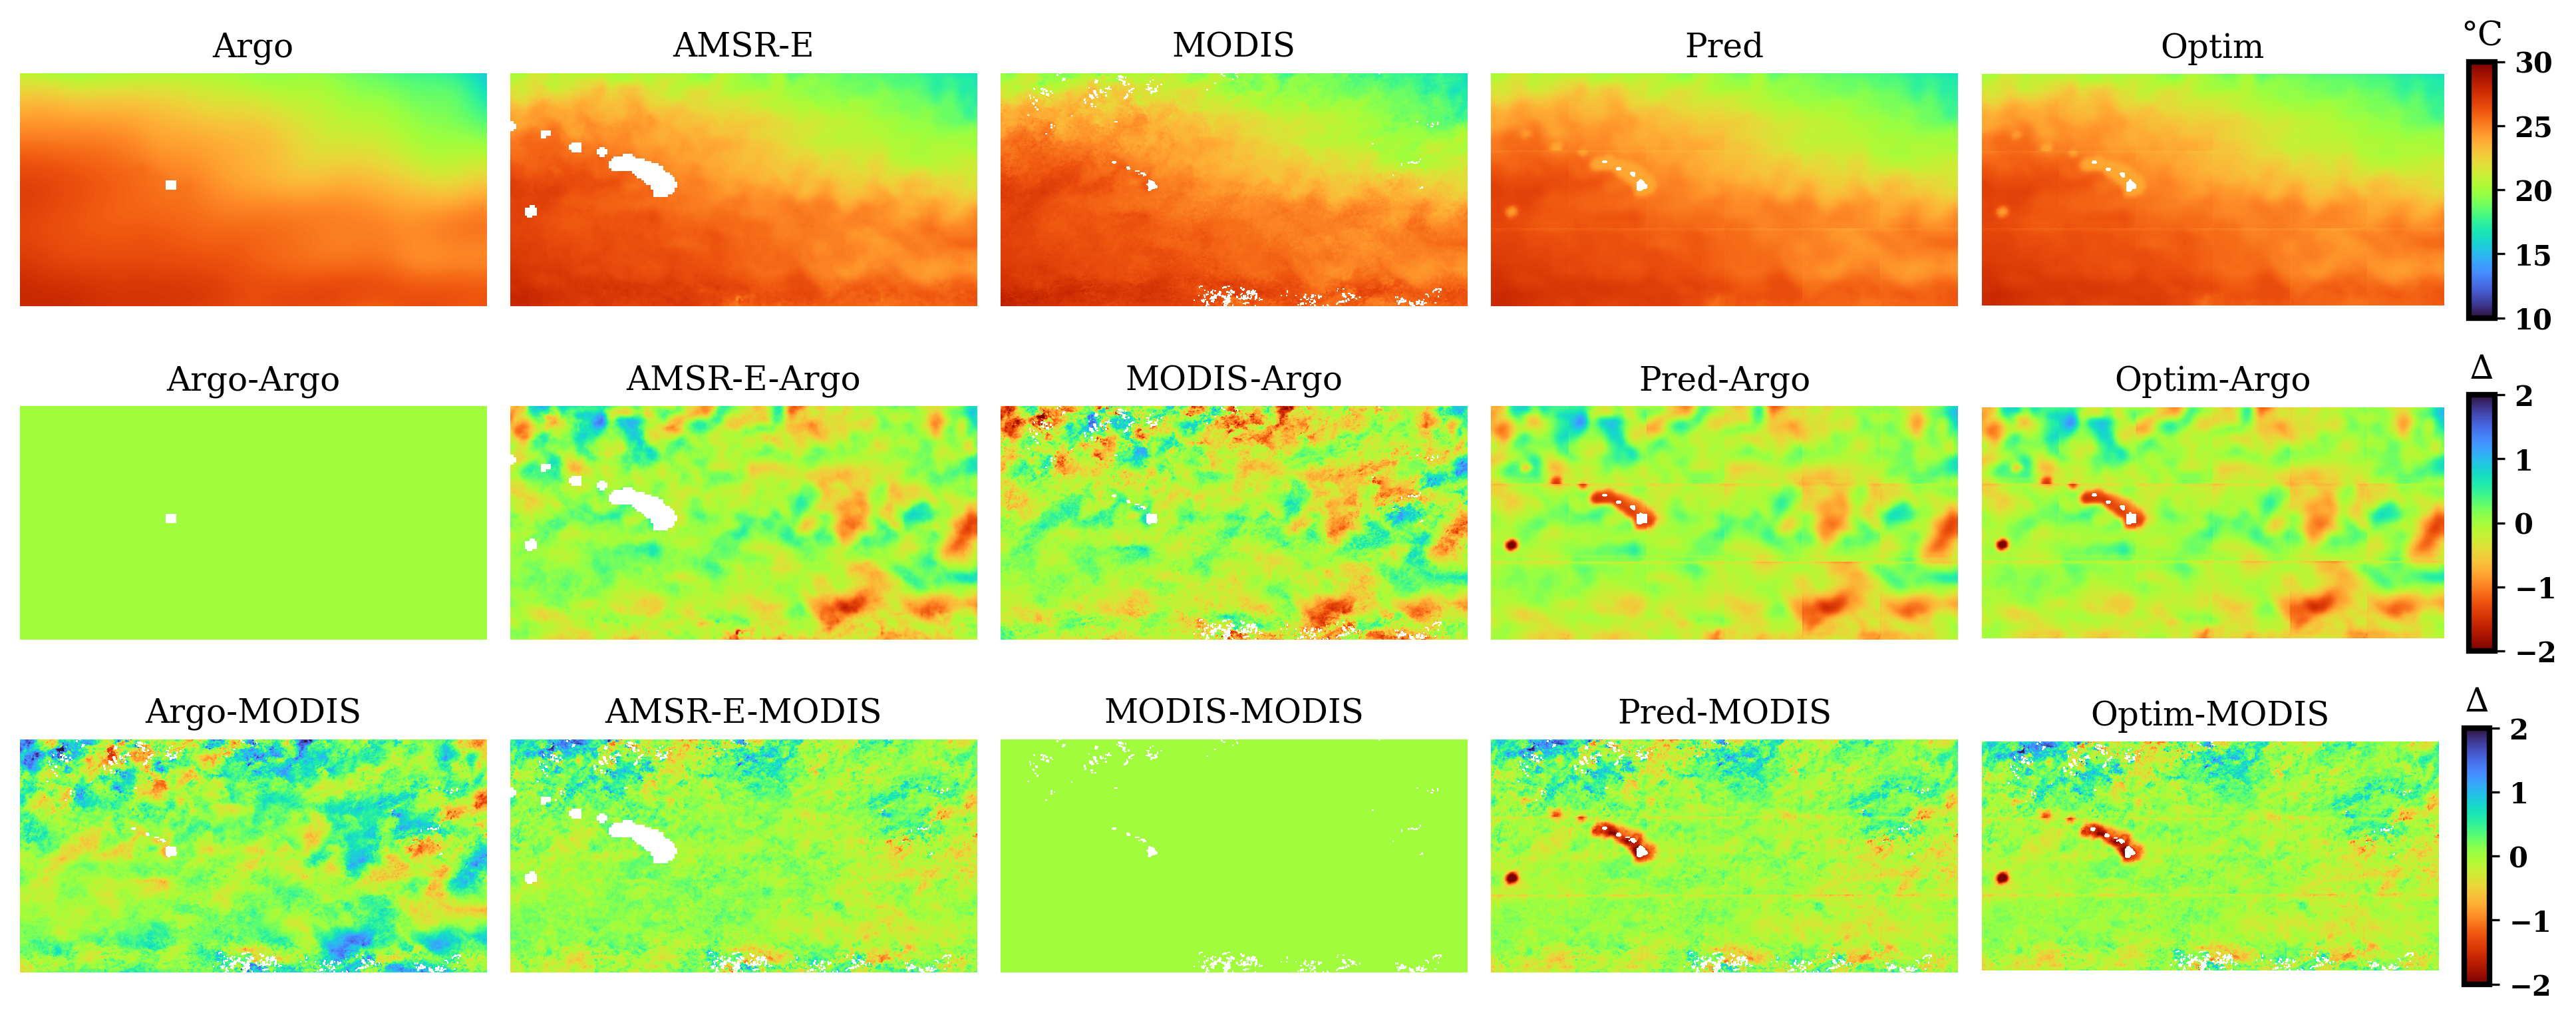 Argo
AMSR-E
MODIS
Pred
Optim
°C
30
25
20
15
10
Argo-Argo
AMSR-E-Argo
MODIS-Argo
Pred-Argo
Optim-Argo
Δ
2
1
0
−1
−2
Argo-MODIS
AMSR-E-MODIS
MODIS-MODIS
Pred-MODIS
Optim-MODIS
Δ
2
1
0
−1
−2